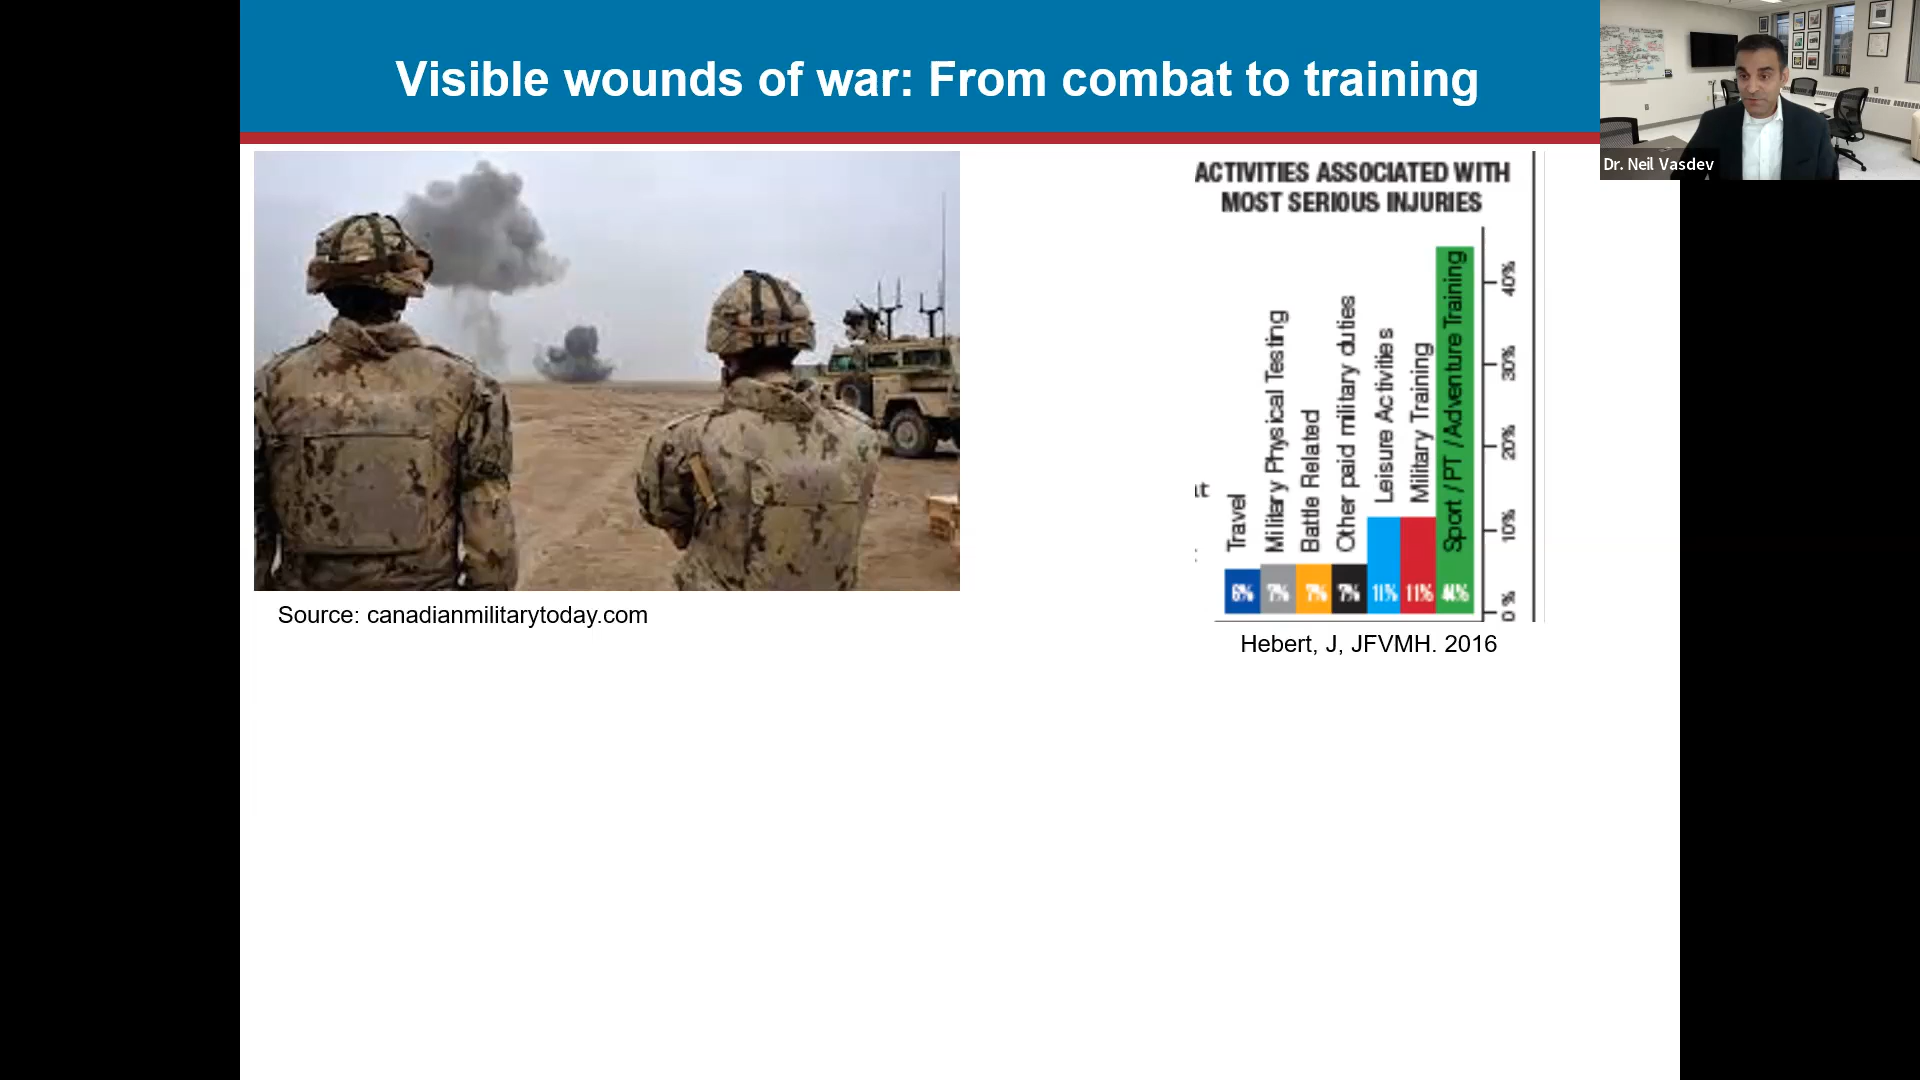 Visible wounds of war: From combat to training
Dr. Neil Vasdev
ACTIVITIES ASSOCIATED WITH
MOST SERIOUS INJURIES
Travel
Military Physical Testing
Battle Related
Other paid military duties
Leisure Activities
Military Training
Sport / PT / Adventure Training
6%
7%
7%
7%
11%
11%
44%
40%
30%
20%
10%
0%
Source: canadianmilitarytoday.com
Hebert, J, JFVMH. 2016